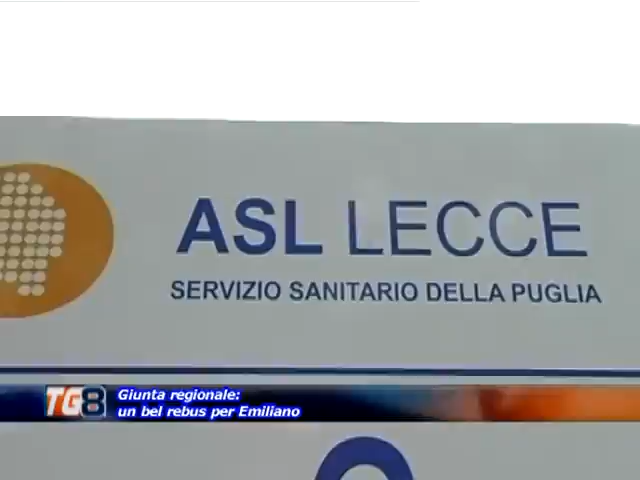 ASL LECCE
SERVIZIO SANITARIO DELLA PUGLIA
TG8
Giunta regionale:
un bel rebus per Emiliano